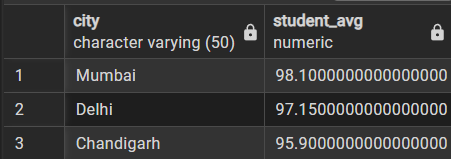 city student_avg
character varying (50) numeric
1 Mumbai 98.1000000000000000
2 Delhi 97.1500000000000000
3 Chandigarh 95.9000000000000000